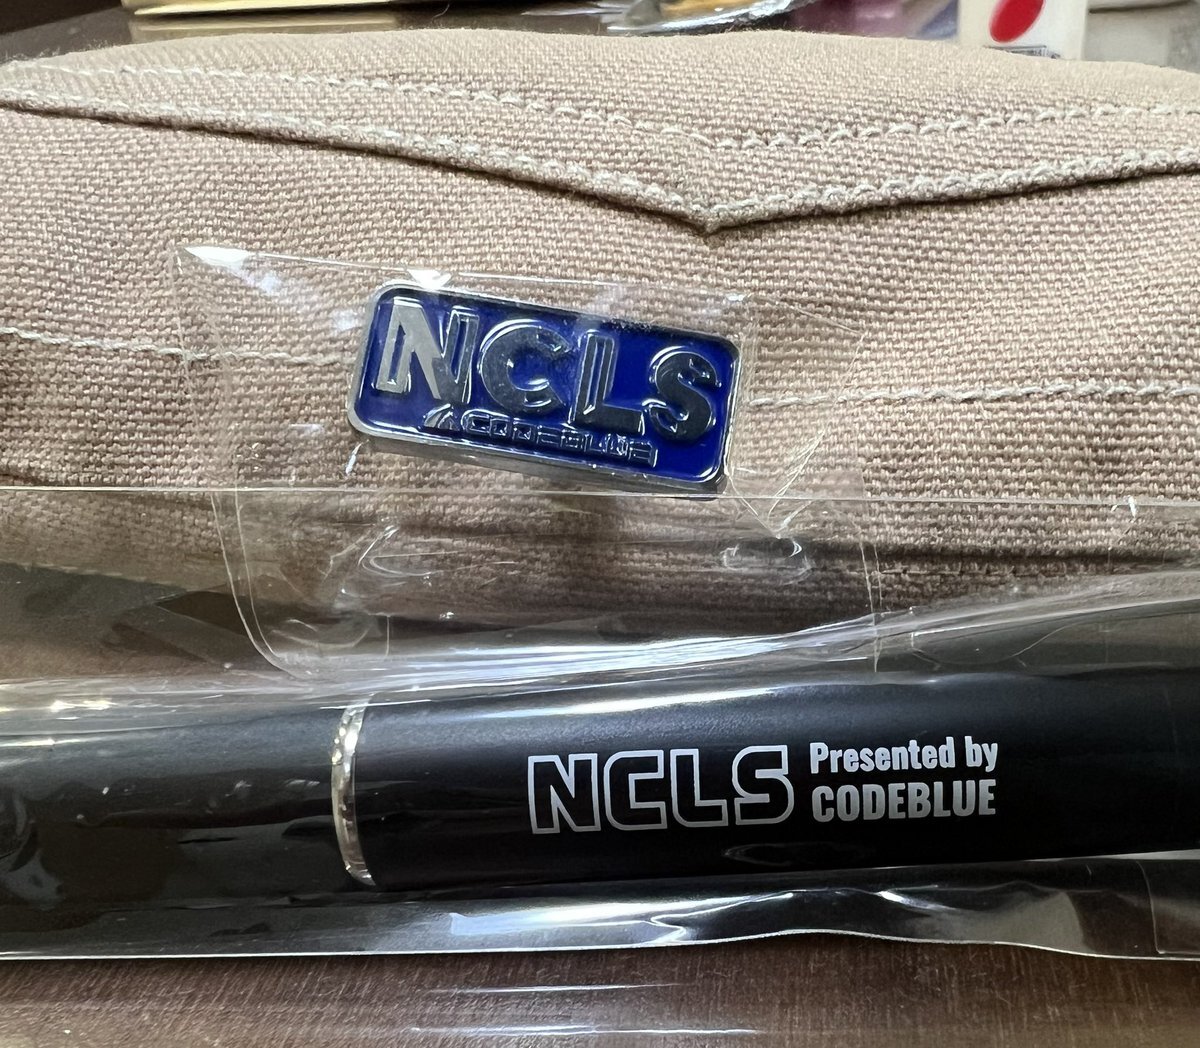 NCLS
CODEBLUE
NCLS
Presented by
CODEBLUE